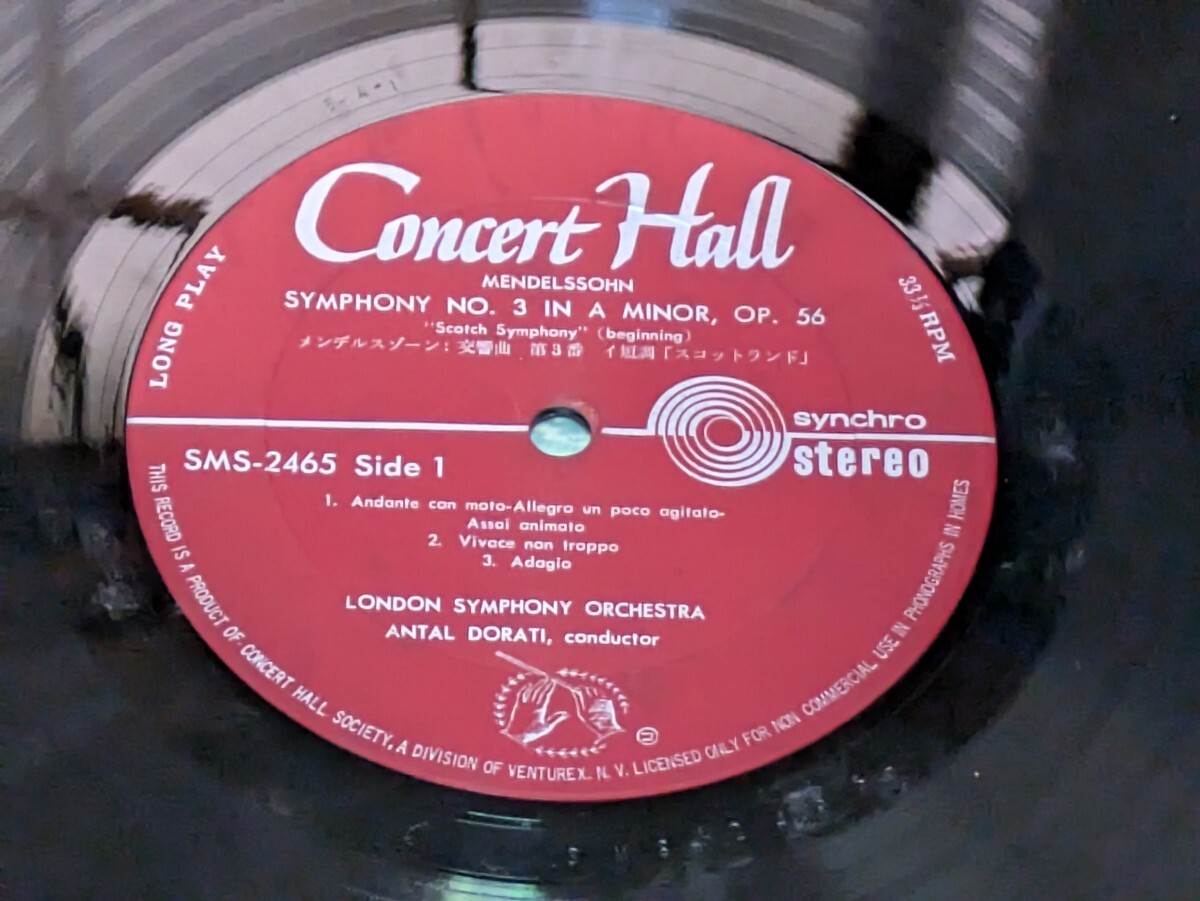 Concert Hall
MENDELSSOHN
SYMPHONY NO. 3 IN A MINOR, OP. 56
"Scotch Symphony" (beginning)
メンデルスゾーン: 交響曲 第3番 イ短調「スコットランド」
LONG PLAY
33 1/3 RPM
synchro
stereo
SMS-2465 Side 1
1. Andante con moto-Allegro un poco agitato-
Assai animato
2. Vivace non troppo
3. Adagio
LONDON SYMPHONY ORCHESTRA
ANTAL DORATI, conductor
THIS RECORD IS A PRODUCT OF CONCERT HALL SOCIETY, A DIVISION OF VENTUREX N. V. LICENSED ONLY FOR NON COMMERCIAL USE IN PHONOGRAPHS IN HOMES